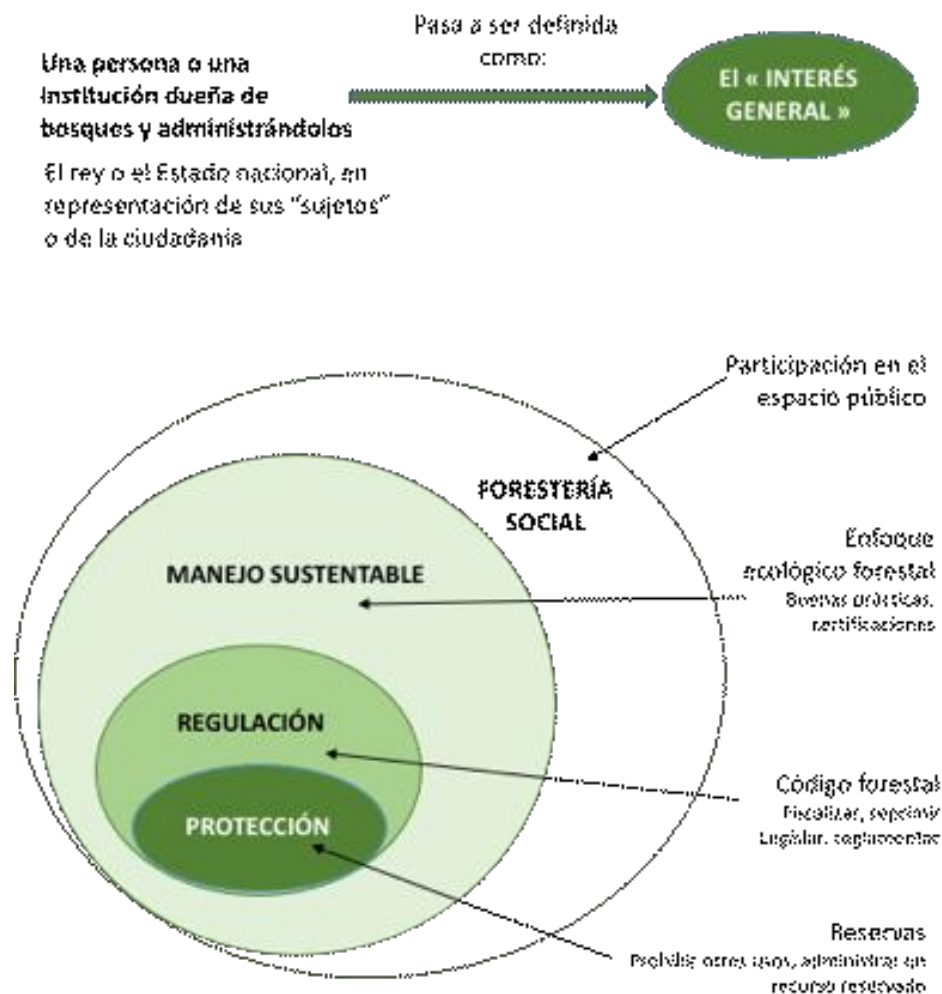 Pasa a ser definida
como:
Una persona o una
institución dueña de
bosques y administrándolos
El « INTERÉS
GENERAL »
El rey o el Estado nacional, en
representación de sus "sujetos"
o de la ciudadanía
Participación en el
espacio público
FORESTERÍA
SOCIAL
MANEJO SUSTENTABLE
Enfoque
ecológico forestal
Buenas prácticas,
certificaciones
REGULACIÓN
Código forestal
Fiscalizar, reprimir
Legislar, reglamentar
PROTECCIÓN
Reservas
Prohibir otros usos, administrar un
recurso reservado